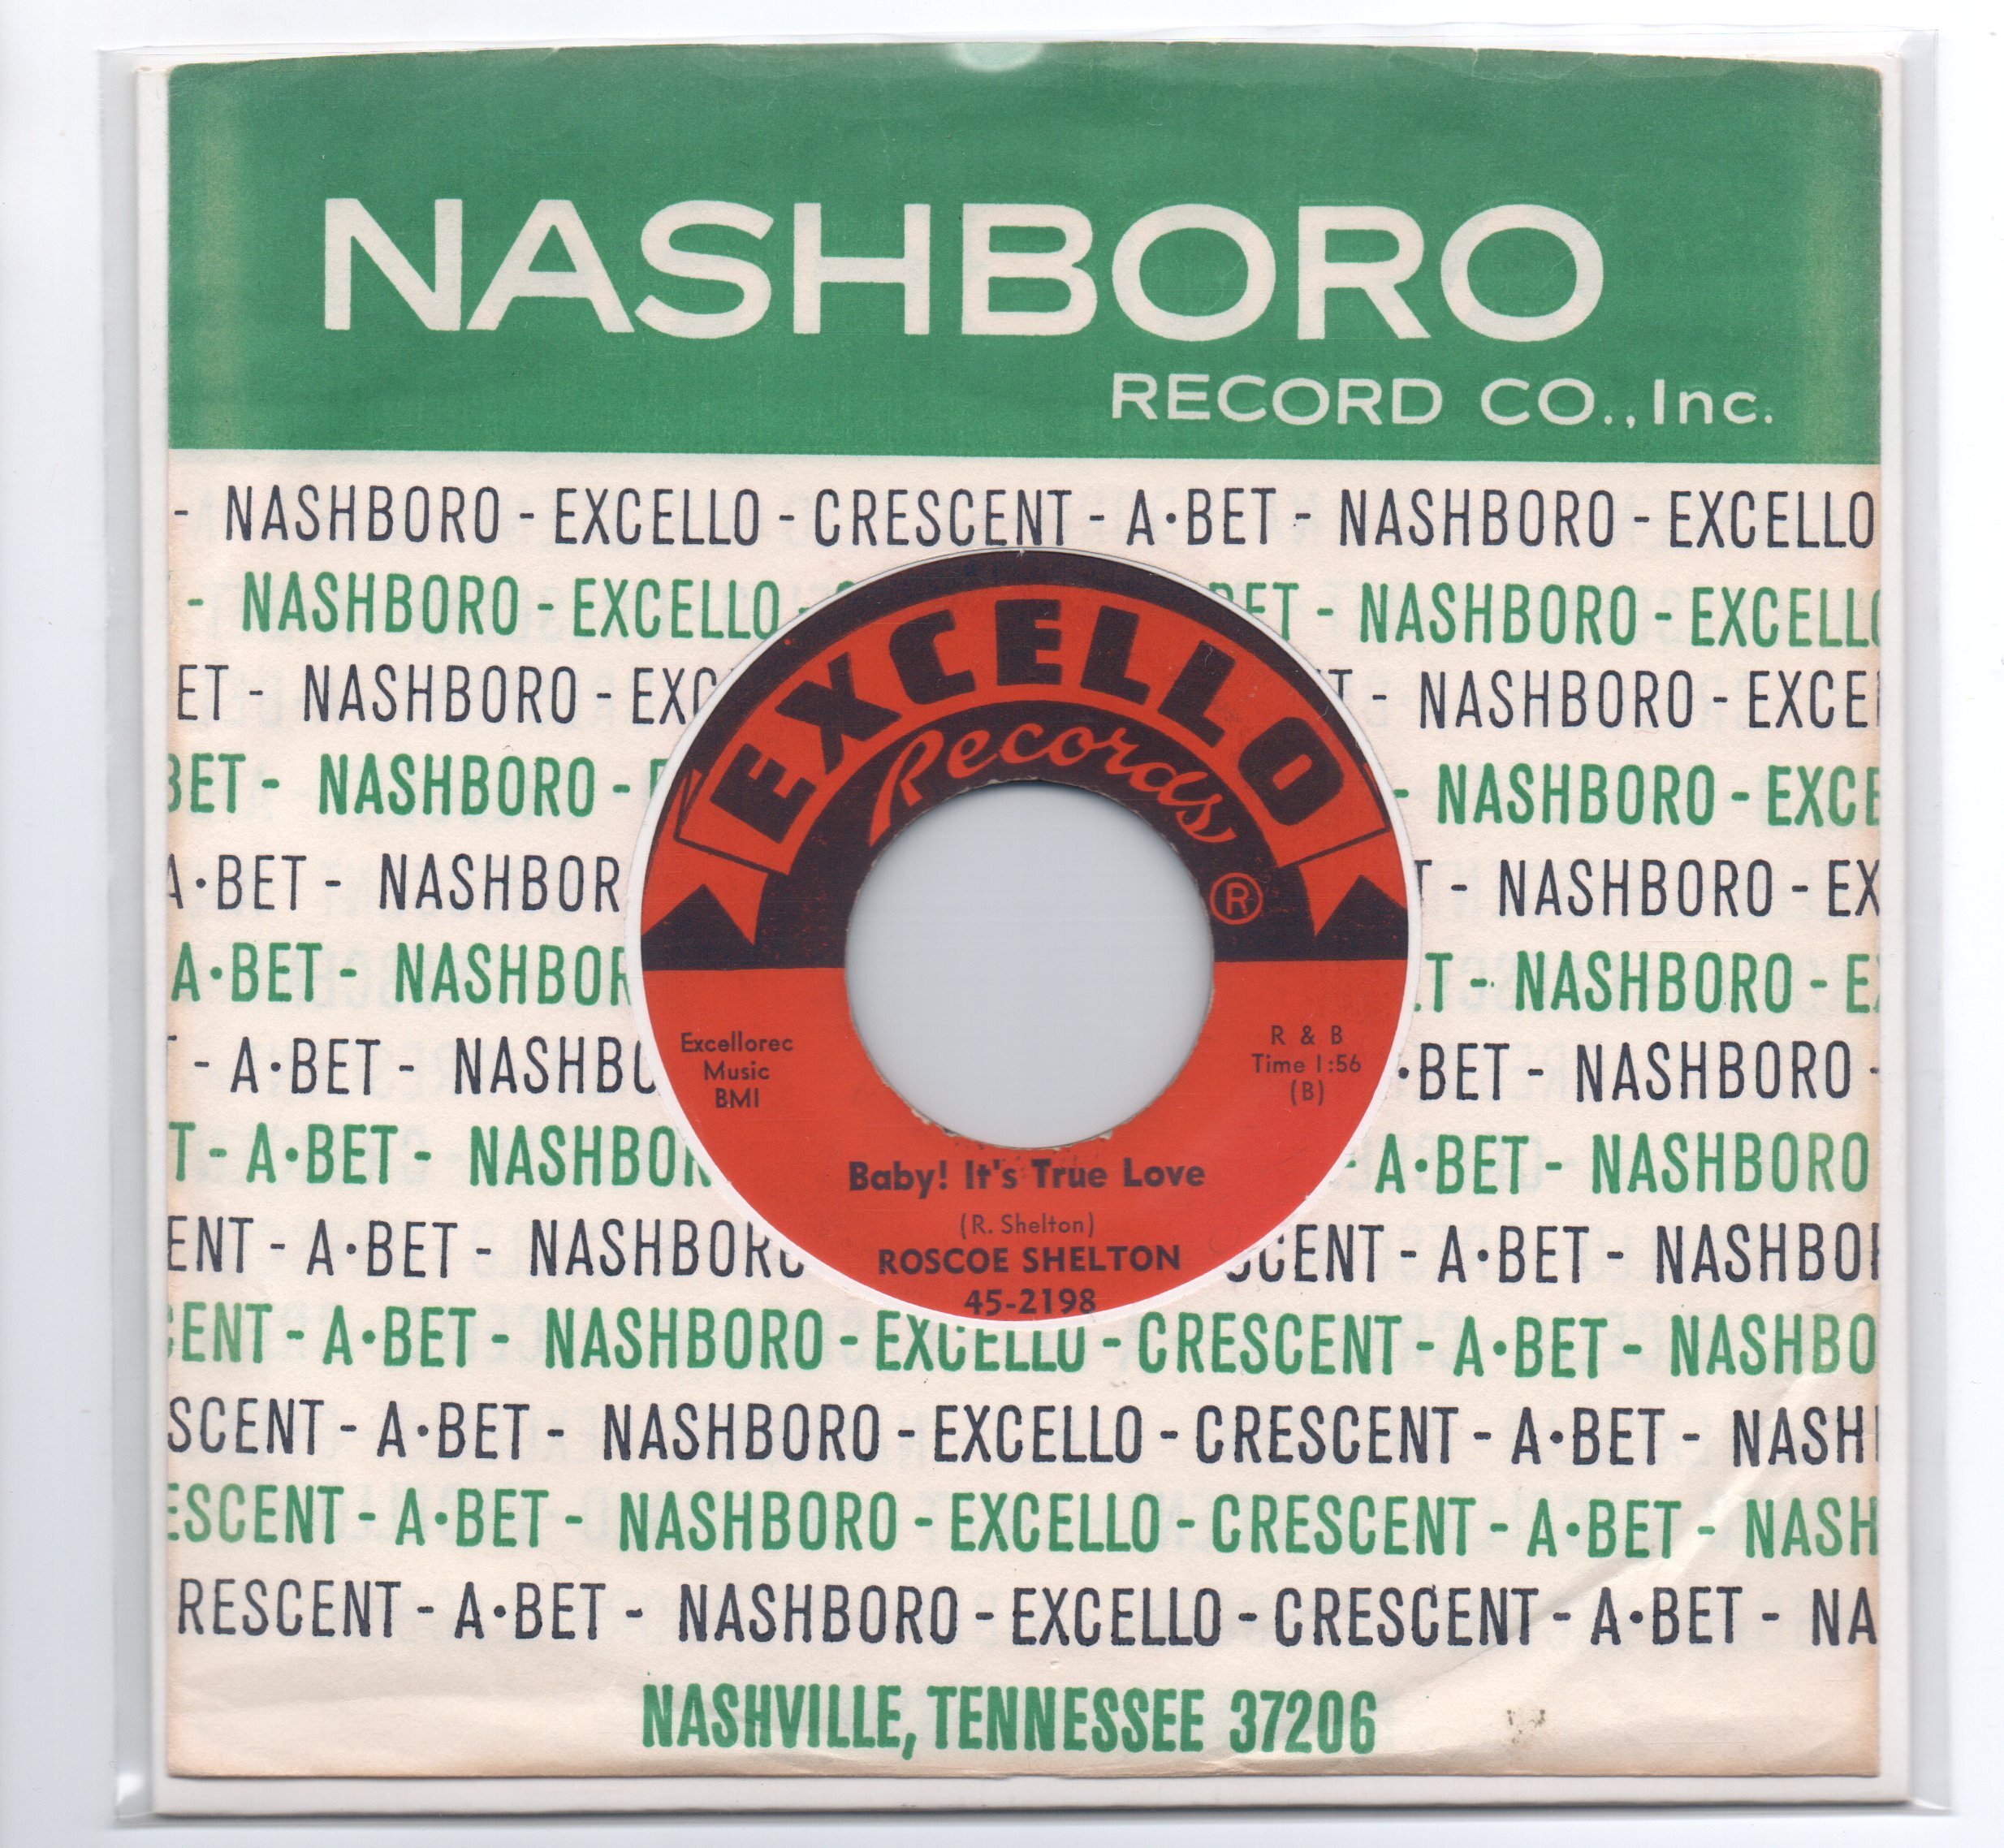 NASHBORO
RECORD CO., Inc.
- NASHBORO - EXCELLO - CRESCENT - A•BET - NASHBORO - EXCELLO
- NASHBORO - EXCELLO - - NASHBORO - EXCELLO
ET - NASHBORO - EXC - NASHBORO - EXCE
BET - NASHBORO - - NASHBORO - EXCE
A•BET - NASHBOR T - NASHBORO - EX
A•BET - NASHBOR T - NASHBORO - EX
- A•BET - NASHBO •BET - NASHBORO -
T - A•BET - NASHBOR - A•BET - NASHBORO
ENT - A•BET - NASHBORO CENT - A•BET - NASHBO
CENT - A•BET - NASHBORO - EXCELLO - CRESCENT - A•BET - NASHBO
SCENT - A•BET - NASHBORO - EXCELLO - CRESCENT - A•BET - NASH
ESCENT - A•BET - NASHBORO - EXCELLO - CRESCENT - A•BET - NASH
RESCENT - A•BET - NASHBORO - EXCELLO - CRESCENT - A•BET - NA
NASHVILLE, TENNESSEE 37206
EXCELLO
Records
®
Excellorec
Music
BMI
R & B
Time 1:56
(B)
Baby! It's True Love
(R. Shelton)
ROSCOE SHELTON
45-2198